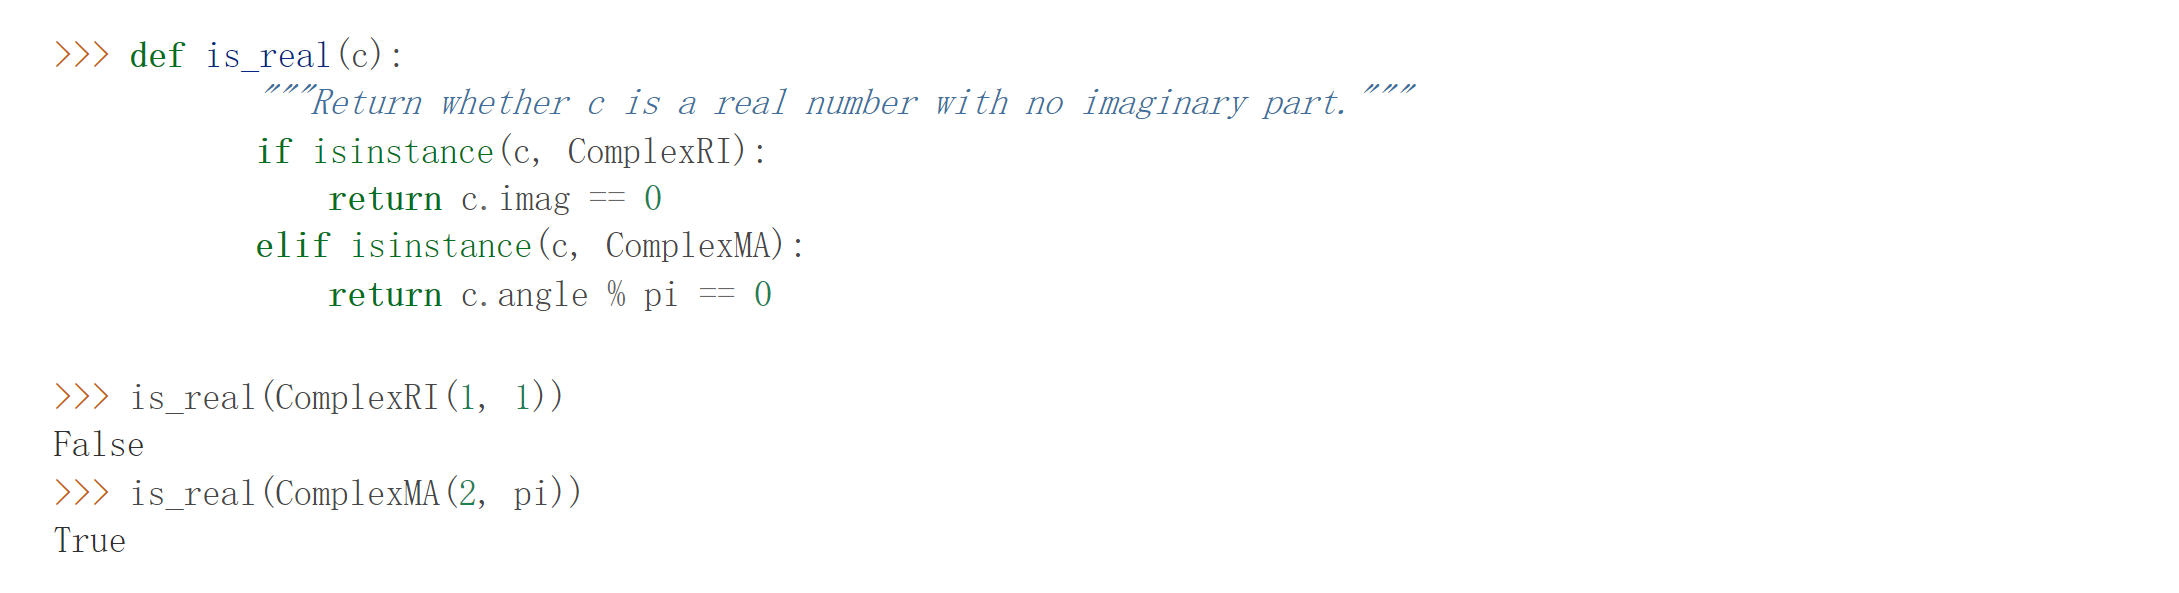 >>> def is_real(c):
        """Return whether c is a real number with no imaginary part."""
        if isinstance(c, ComplexRI):
            return c.imag == 0
        elif isinstance(c, ComplexMA):
            return c.angle % pi == 0

>>> is_real(ComplexRI(1, 1))
False
>>> is_real(ComplexMA(2, pi))
True